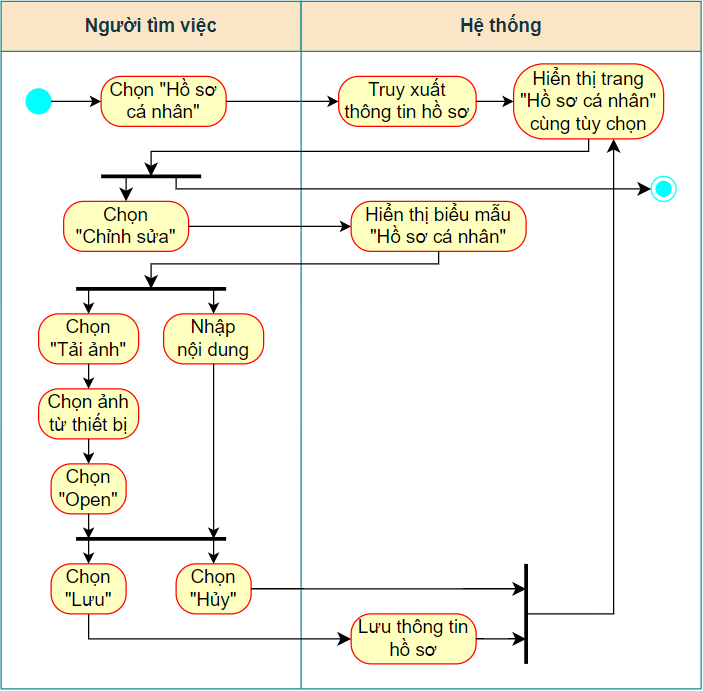 Người tìm việc
Hệ thống
Chọn "Hồ sơ
cá nhân"
Truy xuất
thông tin hồ sơ
Hiển thị trang
"Hồ sơ cá nhân"
cùng tùy chọn
Chọn
"Chỉnh sửa"
Hiển thị biểu mẫu
"Hồ sơ cá nhân"
Chọn
"Tải ảnh"
Nhập
nội dung
Chọn ảnh
từ thiết bị
Chọn
"Open"
Chọn
"Lưu"
Chọn
"Hủy"
Lưu thông tin
hồ sơ